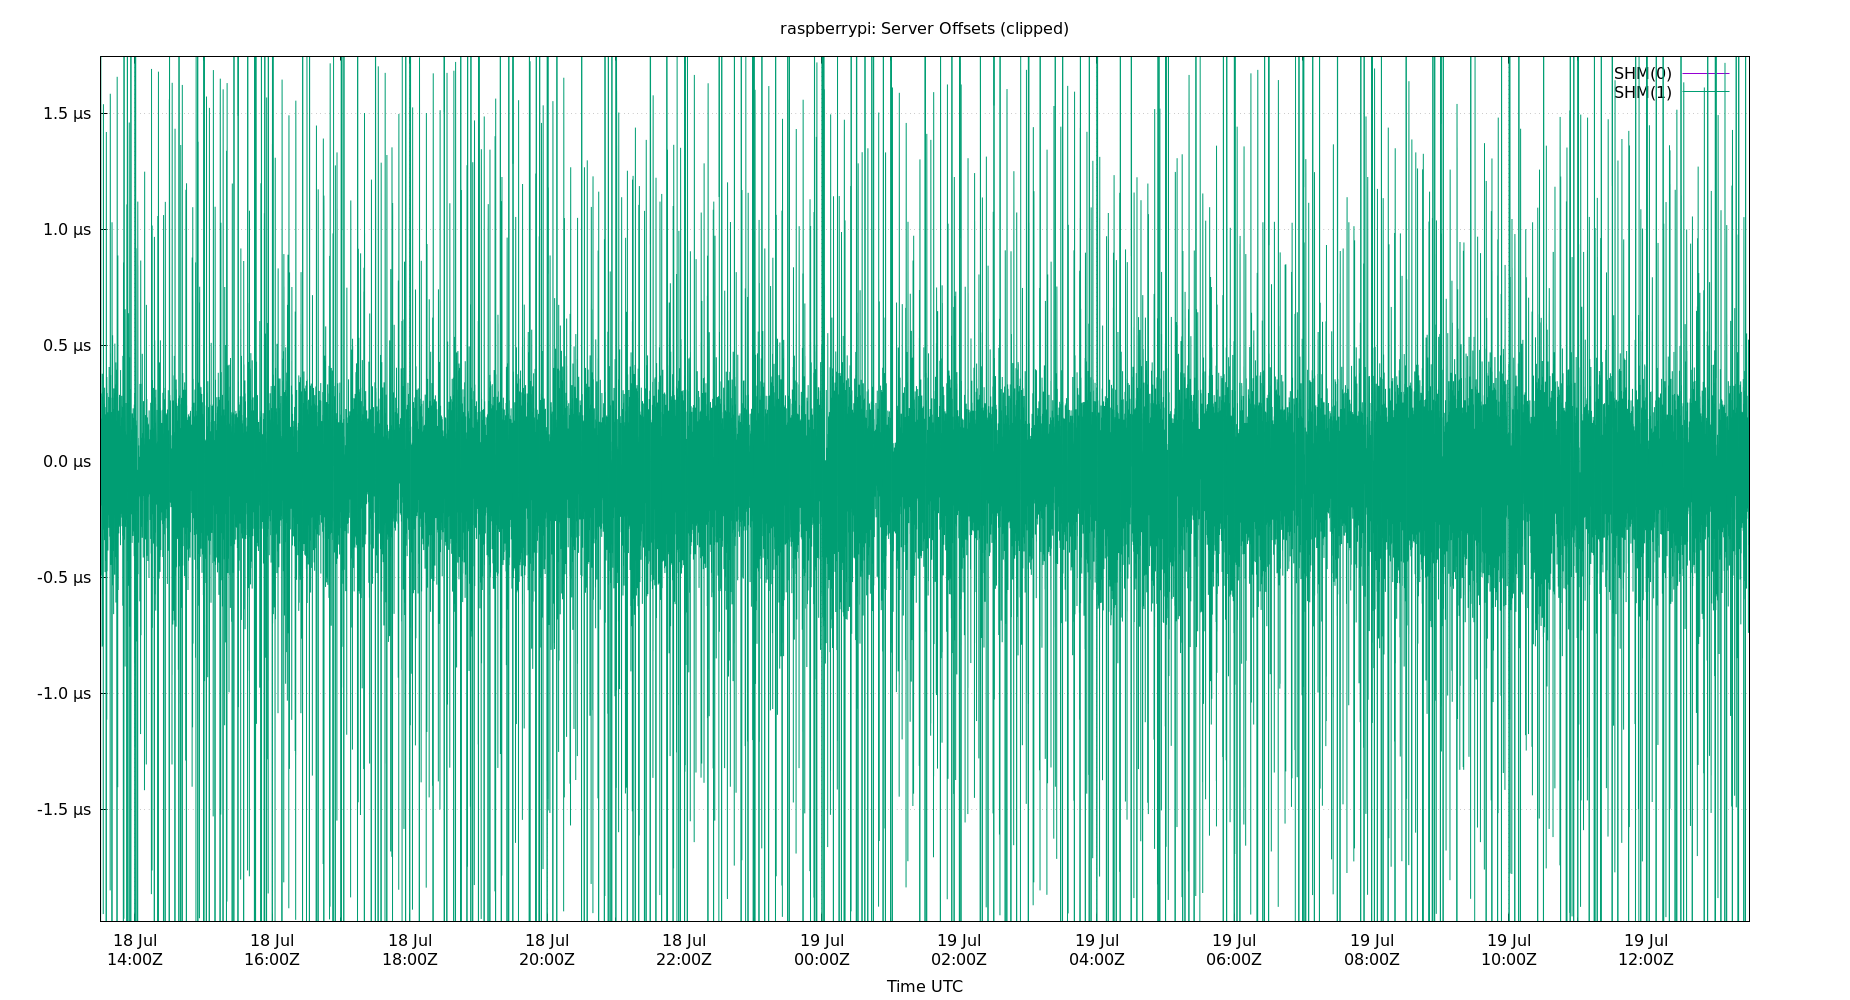 raspberrypi: Server Offsets (clipped)
SHM(0)
SHM(1)
1.5 µs
1.0 µs
0.5 µs
0.0 µs
-0.5 µs
-1.0 µs
-1.5 µs
18 Jul 18 Jul 18 Jul 18 Jul 18 Jul 19 Jul 19 Jul 19 Jul 19 Jul 19 Jul 19 Jul 19 Jul
14:00Z 16:00Z 18:00Z 20:00Z 22:00Z 00:00Z 02:00Z 04:00Z 06:00Z 08:00Z 10:00Z 12:00Z
Time UTC